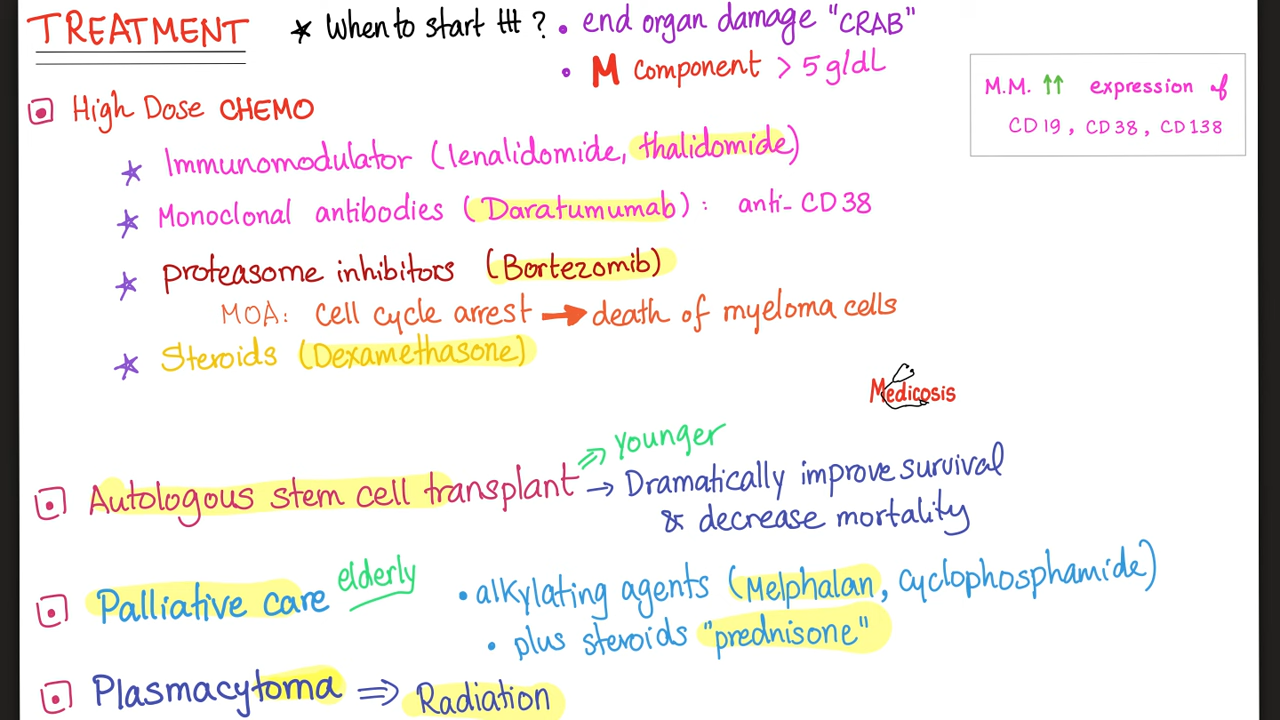 TREATMENT
* When to start ttt ? • end organ damage "CRAB"
• M component > 5 g/dL
M.M. ↑↑ expression of
CD19, CD38, CD138
High Dose CHEMO
* Immunomodulator (lenalidomide, thalidomide)
* Monoclonal antibodies (Daratumumab) : anti-CD38
* proteasome inhibitors (Bortezomib)
MOA: cell cycle arrest → death of myeloma cells
* Steroids (Dexamethasone)
Medicosis
⇒ younger
Autologous stem cell transplant → Dramatically improve survival
& decrease mortality
Palliative care elderly • alkylating agents (Melphalan, cyclophosphamide)
• plus steroids "prednisone"
Plasmacytoma ⇒ Radiation